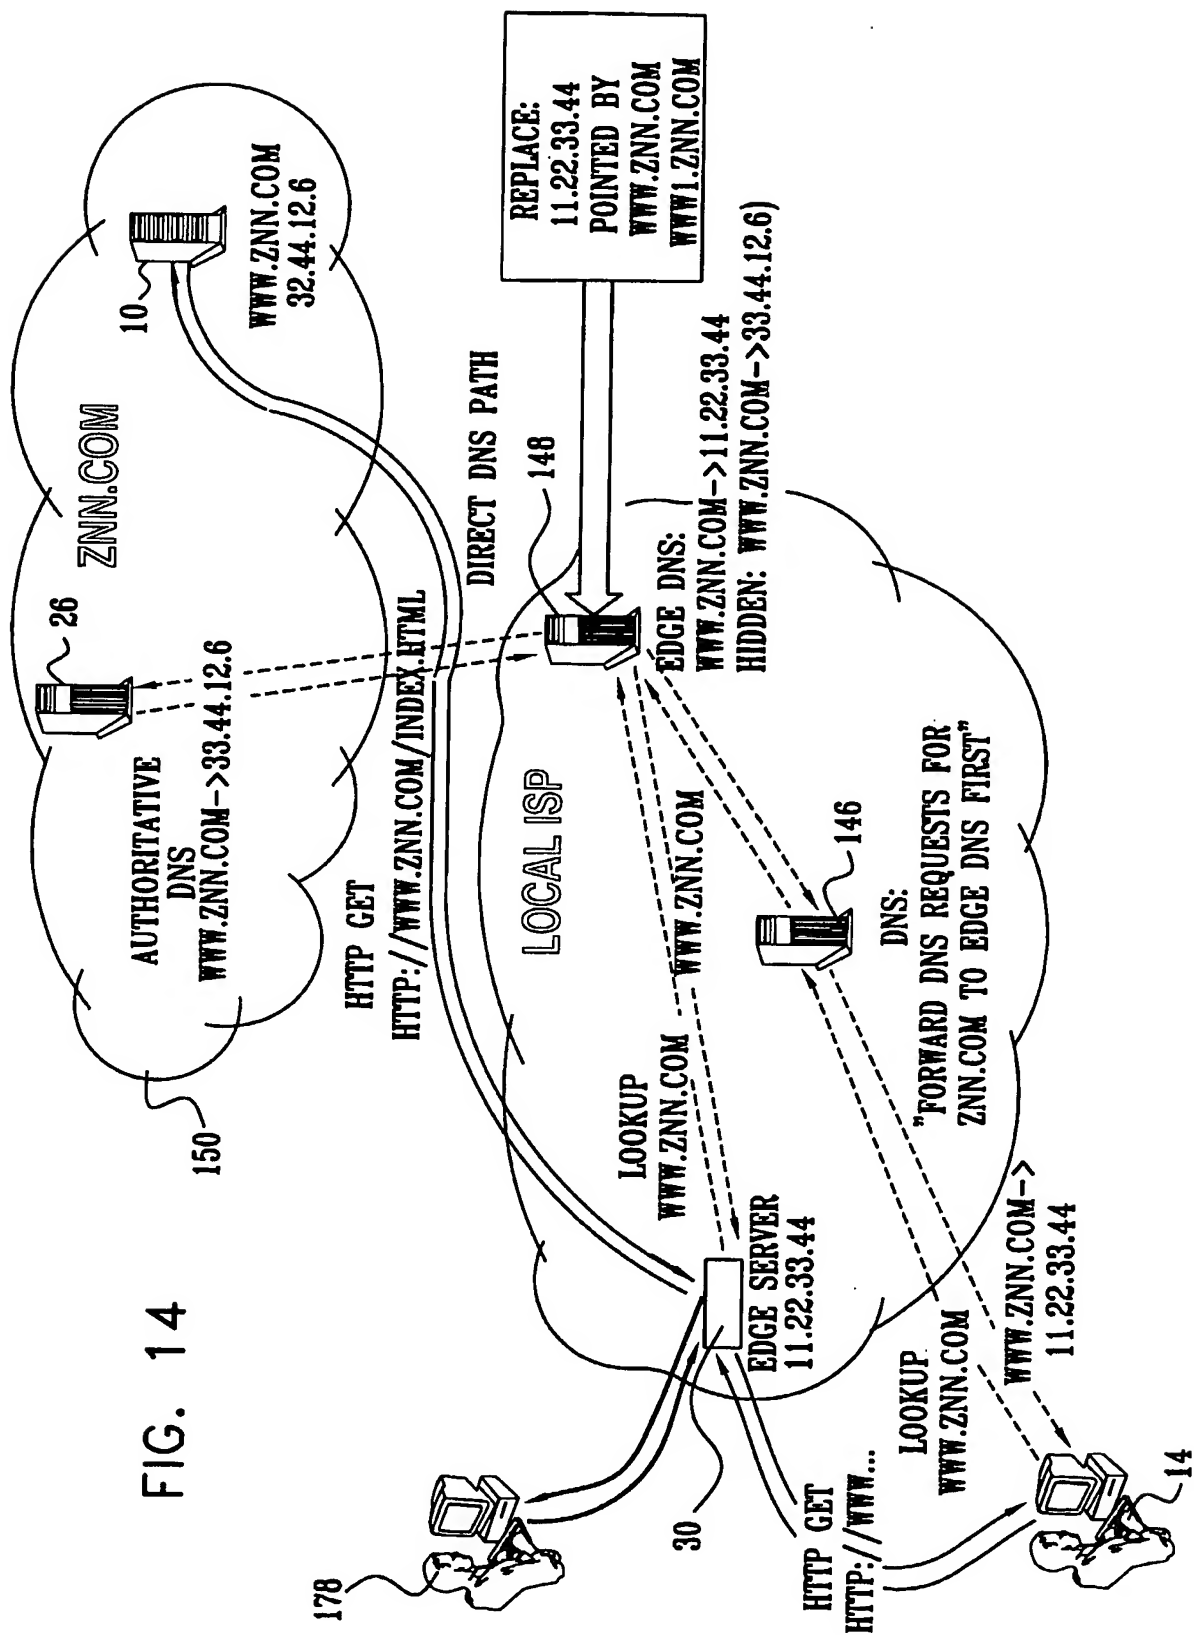 FIG. 14
ZNN.COM
150
26
10
AUTHORITATIVE
DNS
WWW.ZNN.COM->33.44.12.6
WWW.ZNN.COM
32.44.12.6
HTTP GET
HTTP://WWW.ZNN.COM/INDEX.HTML
DIRECT DNS PATH
148
REPLACE:
11.22.33.44
POINTED BY
WWW.ZNN.COM
WWW1.ZNN.COM
LOCAL ISP
EDGE DNS:
WWW.ZNN.COM->11.22.33.44
HIDDEN: WWW.ZNN.COM->33.44.12.6)
LOOKUP
WWW.ZNN.COM
WWW.ZNN.COM
146
DNS:
"FORWARD DNS REQUESTS FOR
ZNN.COM TO EDGE DNS FIRST"
178
30
EDGE SERVER
11.22.33.44
HTTP GET
HTTP://WWW...
LOOKUP
WWW.ZNN.COM
WWW.ZNN.COM->
11.22.33.44
14